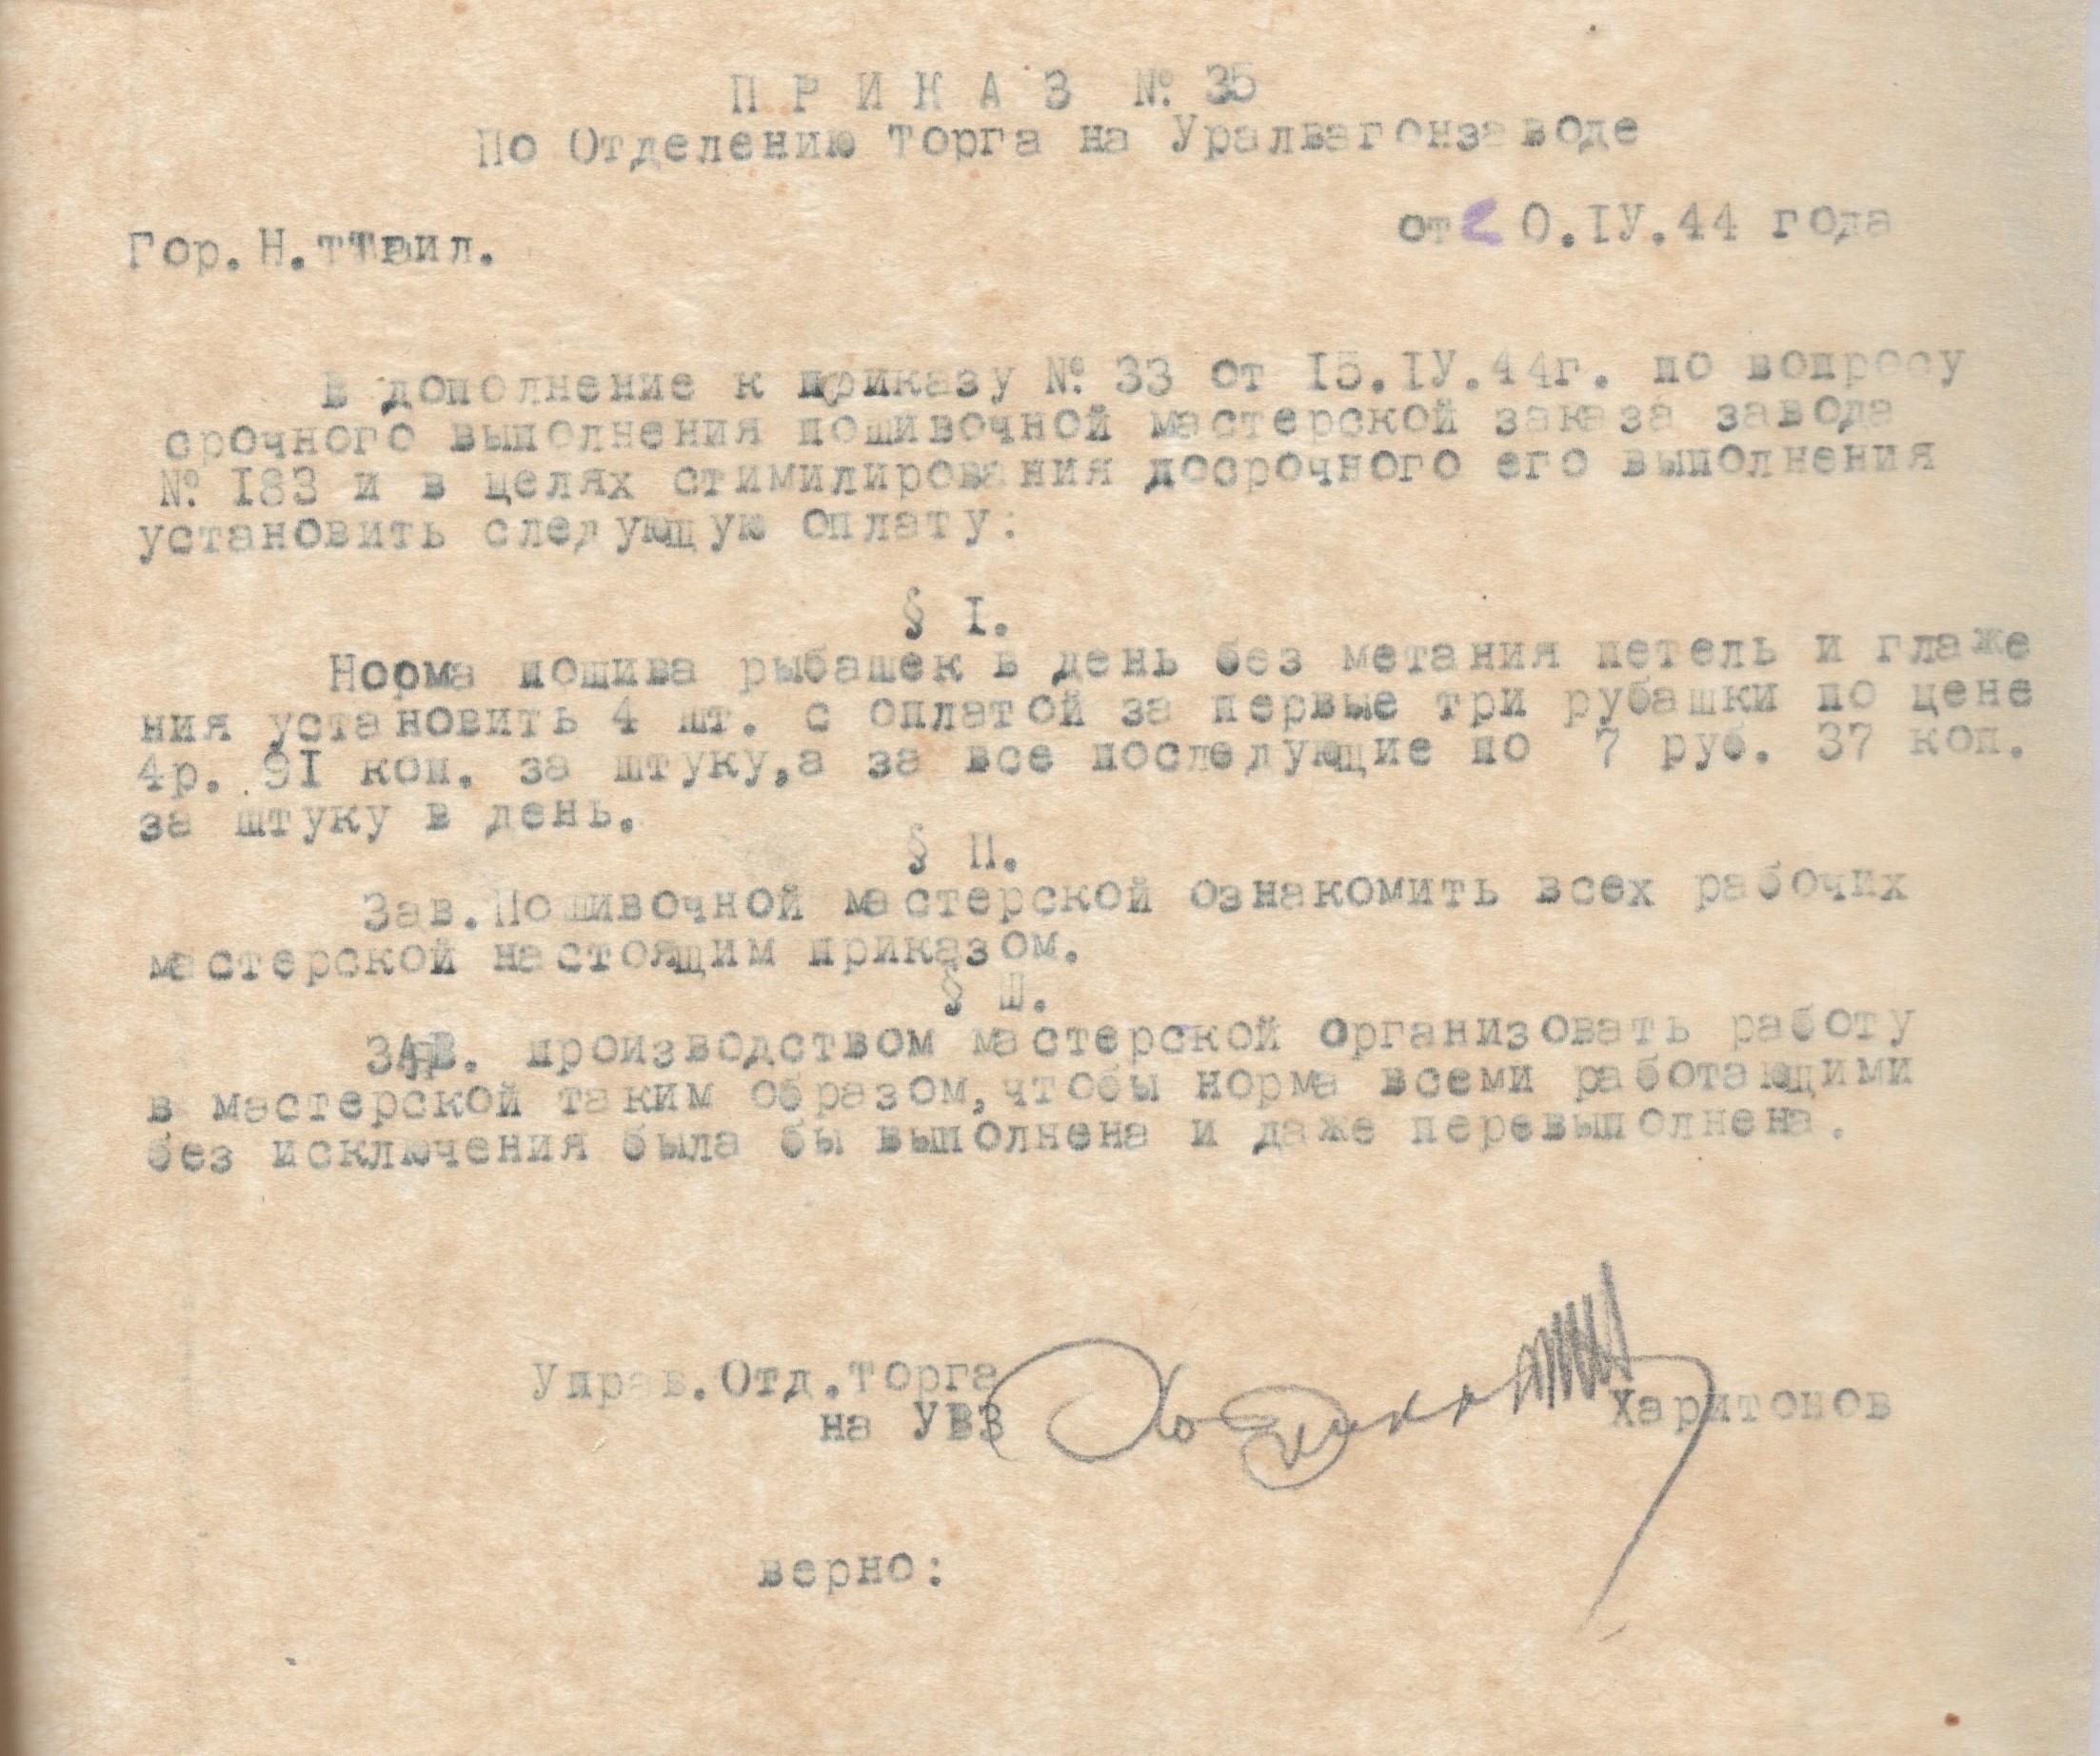 П Р И К А З № 35
По Отделению Торга на Уралвагонзаводе
от 20.IУ.44 года
Гор.Н.
В дополнение к приказу № 33 от 15.IУ.44г. по вопросу
срочного выполнения пошивочной мастерской заказа завода
№ 183 и в целях стимилирования досрочного его выполнения
установить следующую оплату:
§ I.
Норма пошива рыбашек в день без метания петель и глаже
ния установить 4 шт. с оплатой за первые три рубашки по цене
4р. 91 коп. за штуку,а за все последующие по 7 руб. 37 коп.
за штуку в день.
§ II.
Зав.Пошивочной мастерской ознакомить всех рабочих
мастерской настоящим приказом.
§ Ш.
ЗАВ. производством мастерской организовать работу
в мастерской таким образом,чтобы норма всеми работающими
без исключения была бы выполнена и даже перевыполнена.
Управ.Отд.Торга
на УВЗ
Харитонов
верно: